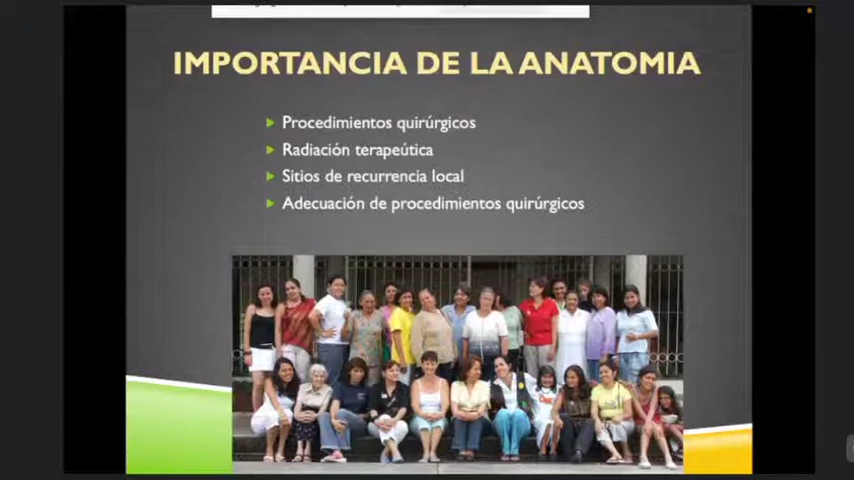 IMPORTANCIA DE LA ANATOMIA
Procedimientos quirúrgicos
Radiación terapeútica
Sitios de recurrencia local
Adecuación de procedimientos quirúrgicos